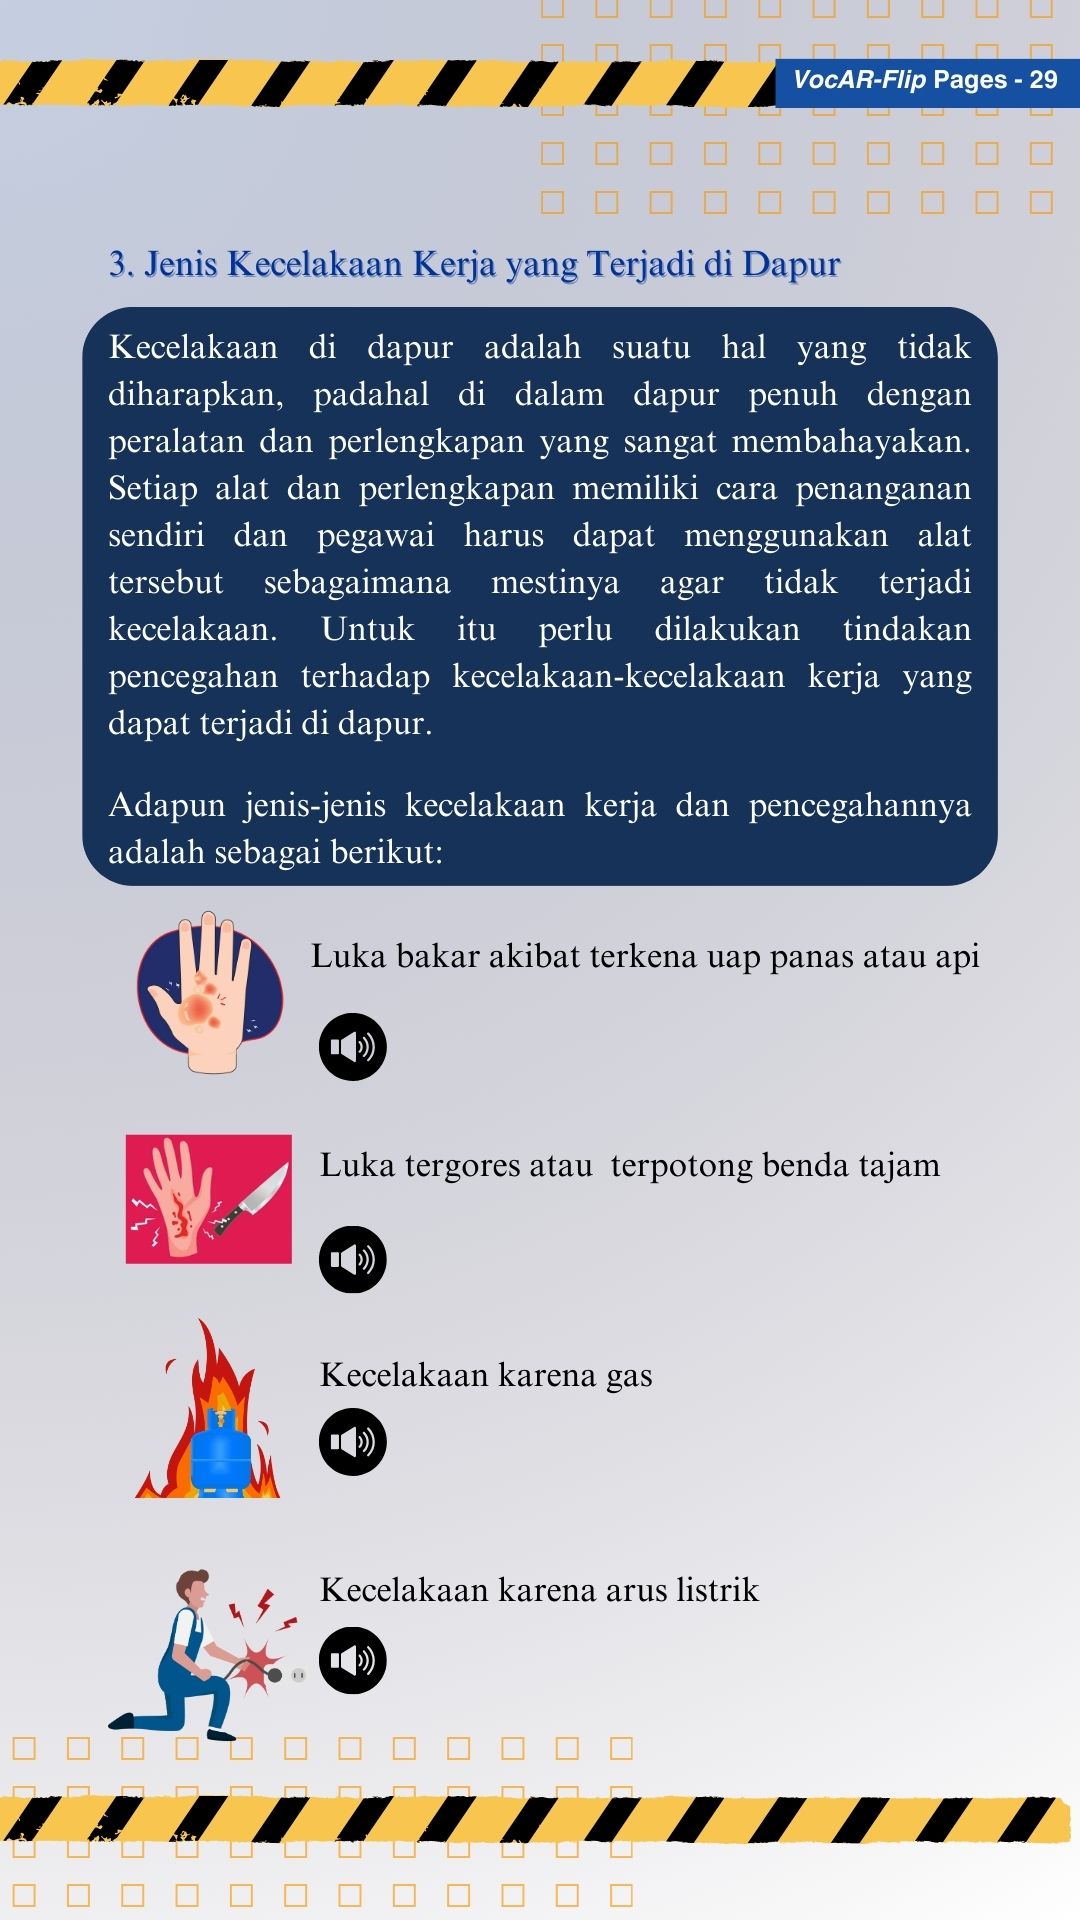 VocAR-Flip Pages - 29
3. Jenis Kecelakaan Kerja yang Terjadi di Dapur
Kecelakaan di dapur adalah suatu hal yang tidak
diharapkan, padahal di dalam dapur penuh dengan
peralatan dan perlengkapan yang sangat membahayakan.
Setiap alat dan perlengkapan memiliki cara penanganan
sendiri dan pegawai harus dapat menggunakan alat
tersebut sebagaimana mestinya agar tidak terjadi
kecelakaan. Untuk itu perlu dilakukan tindakan
pencegahan terhadap kecelakaan-kecelakaan kerja yang
dapat terjadi di dapur.
Adapun jenis-jenis kecelakaan kerja dan pencegahannya
adalah sebagai berikut:
Luka bakar akibat terkena uap panas atau api
Luka tergores atau terpotong benda tajam
Kecelakaan karena gas
Kecelakaan karena arus listrik